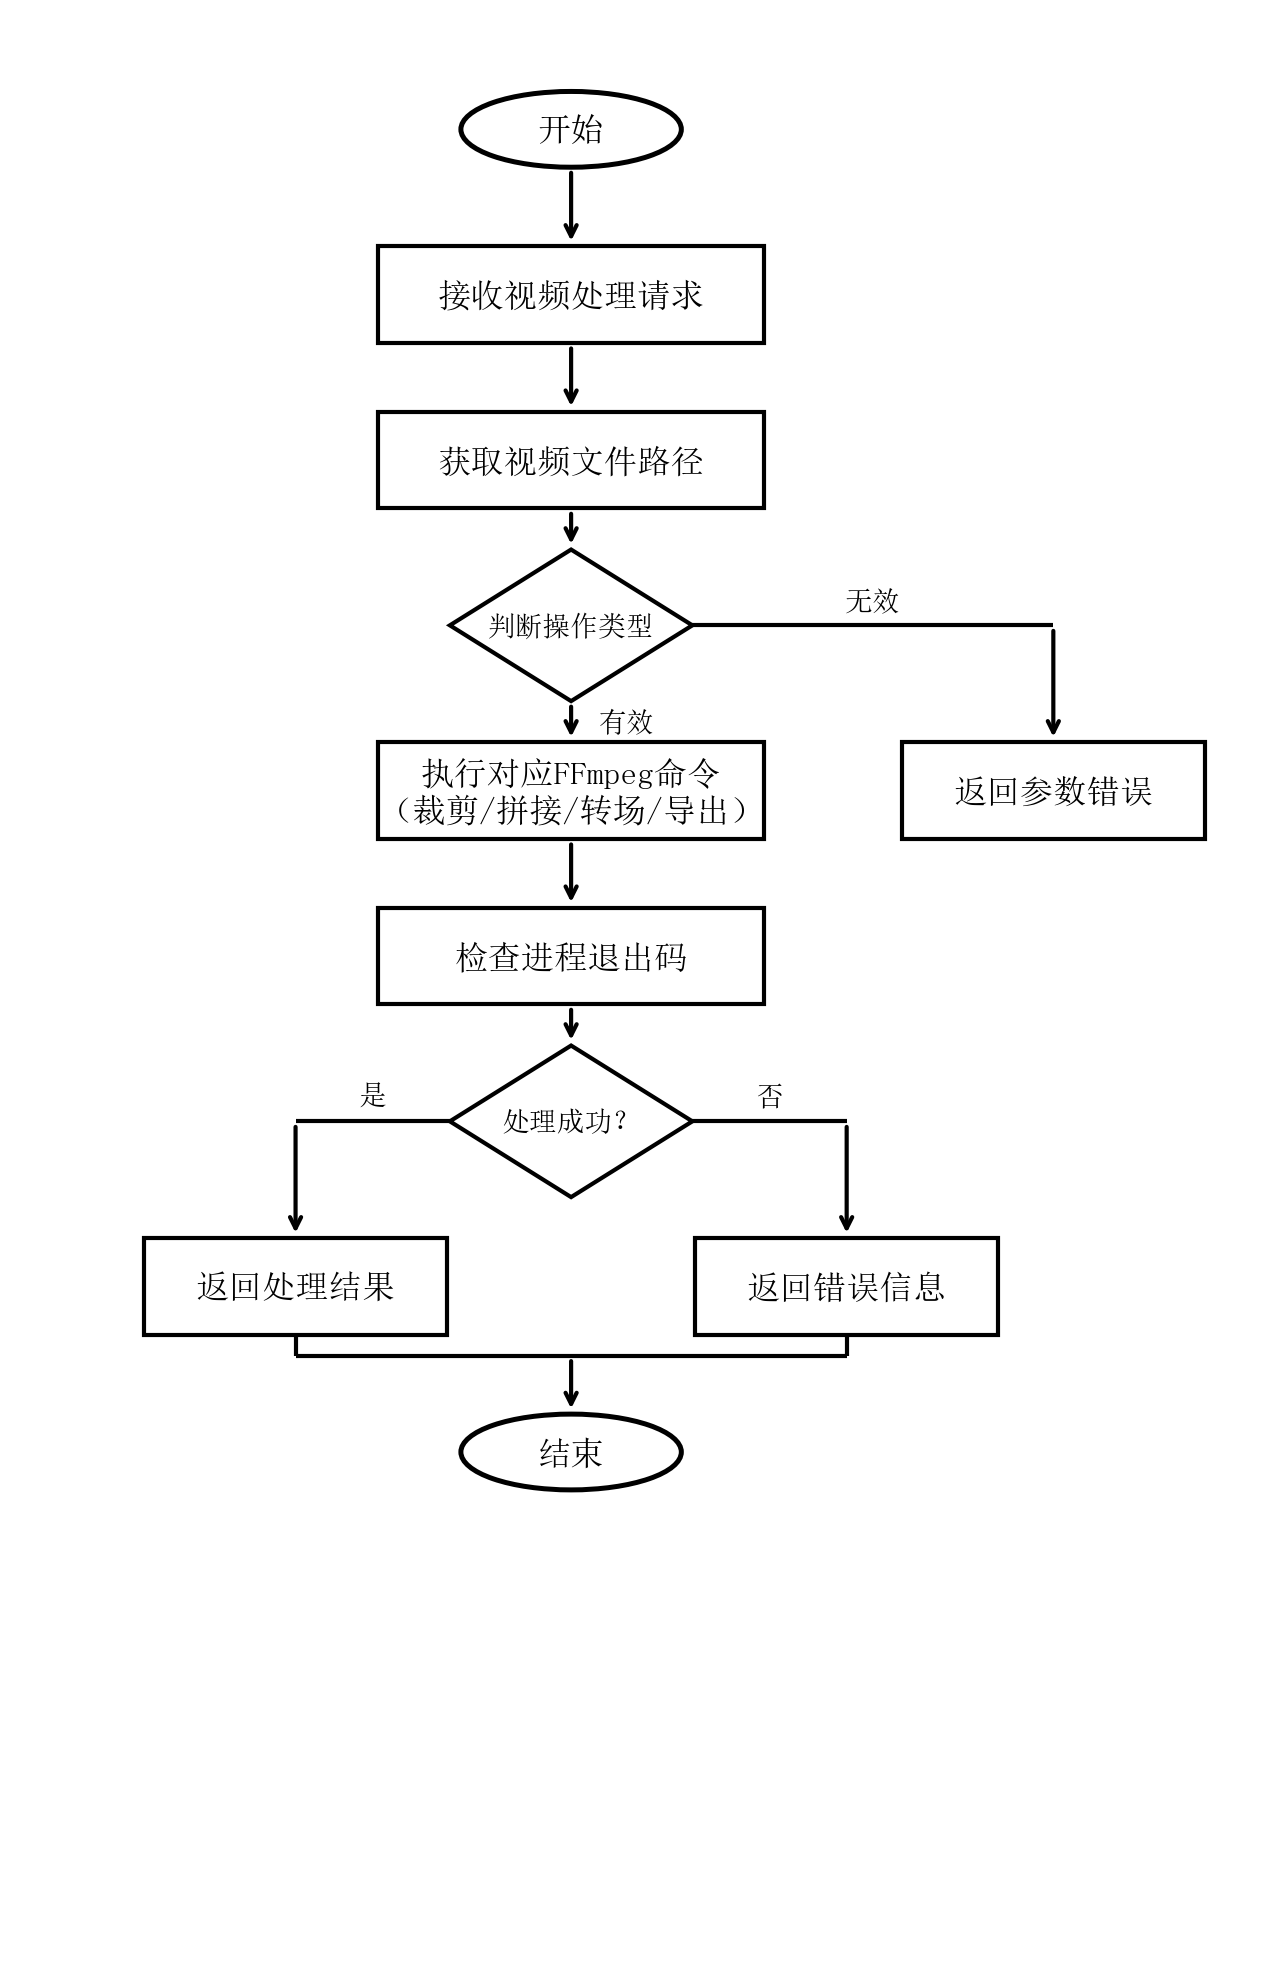 开始
接收视频处理请求
获取视频文件路径
无效
判断操作类型
有效
执行对应FFmpeg命令
（裁剪/拼接/转场/导出）
返回参数错误
检查进程退出码
是
否
处理成功？
返回处理结果
返回错误信息
结束